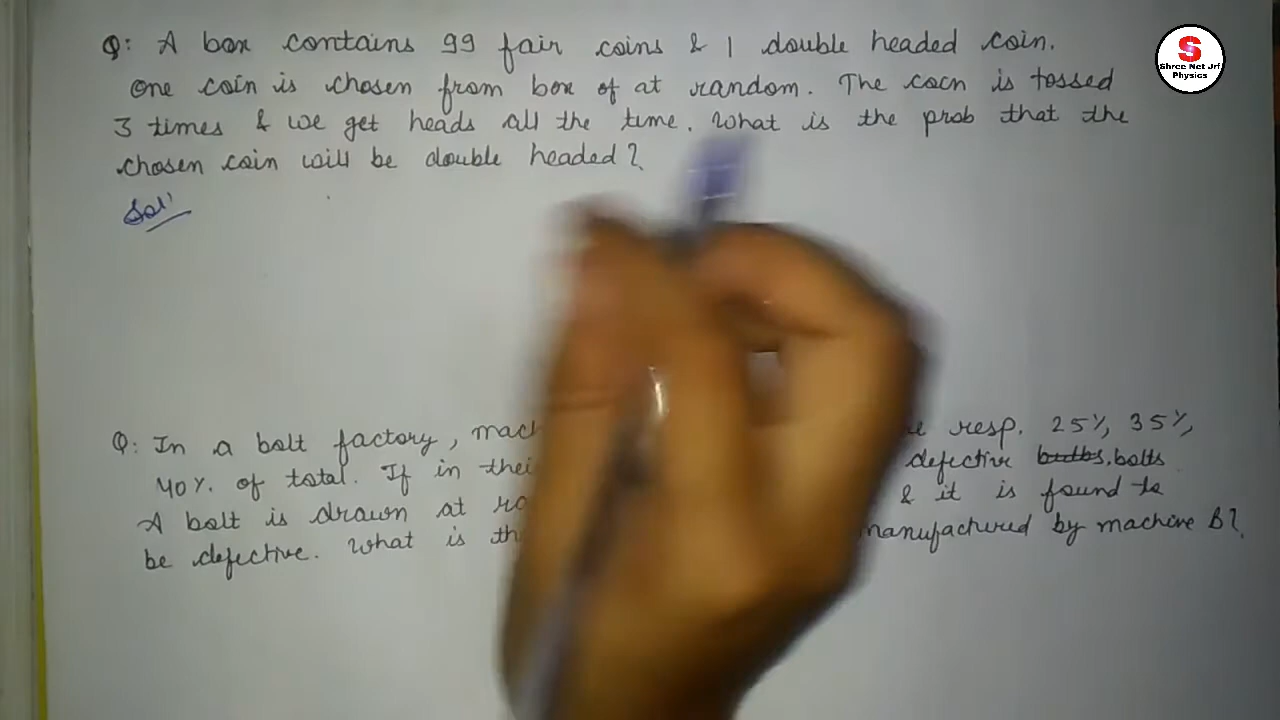 Q: A box contains 99 fair coins & 1 double headed coin.
one coin is chosen from box of at random. The coin is tossed
3 times & we get heads all the time. What is the prob that the
chosen coin will be double headed?
Sol'
Q: In a bolt factory, resp. 25%, 35%,
40%. of total. If in defective bulbs, bolts
A bolt is drawn at & it is found to
be defective. What is manufactured by machine B?
S
Shree Net Jrf
Physics